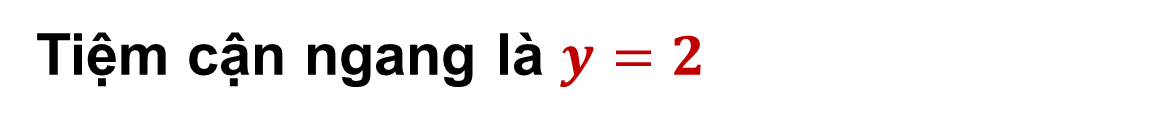 Tiệm cận ngang là y = 2